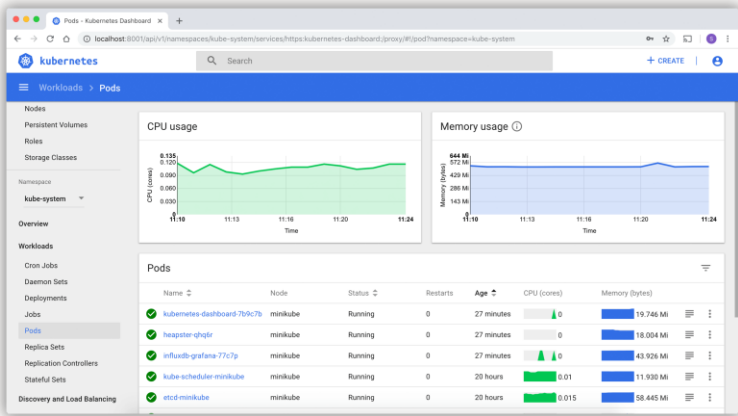 Pods - Kubernetes Dashboard
localhost:8001/api/v1/namespaces/kube-system/services/https:kubernetes-dashboard:/proxy/#!/pod?namespace=kube-system
S
kubernetes
Search
+ CREATE
Workloads > Pods
Nodes
Persistent Volumes
Roles
Storage Classes
Namespace
kube-system
Overview
Workloads
Cron Jobs
Daemon Sets
Deployments
Jobs
Pods
Replica Sets
Replication Controllers
Stateful Sets
Discovery and Load Balancing
CPU usage
CPU (cores)
0.135
0.120
0.090
0.060
0.030
0
11:10 11:13 11:16 11:20 11:24
Time
Memory usage
Memory (bytes)
644 Mi
572 Mi
429 Mi
286 Mi
143 Mi
0
11:10 11:13 11:16 11:20 11:24
Time
Pods
Name Node Status Restarts Age CPU (cores) Memory (bytes)
kubernetes-dashboard-7b9c7b minikube Running 0 27 minutes 0 19.746 Mi
heapster-qhq6r minikube Running 0 27 minutes 0 18.004 Mi
influxdb-grafana-77c7p minikube Running 0 27 minutes 0 43.926 Mi
kube-scheduler-minikube minikube Running 0 20 hours 0.01 11.930 Mi
etcd-minikube minikube Running 0 20 hours 0.015 58.445 Mi